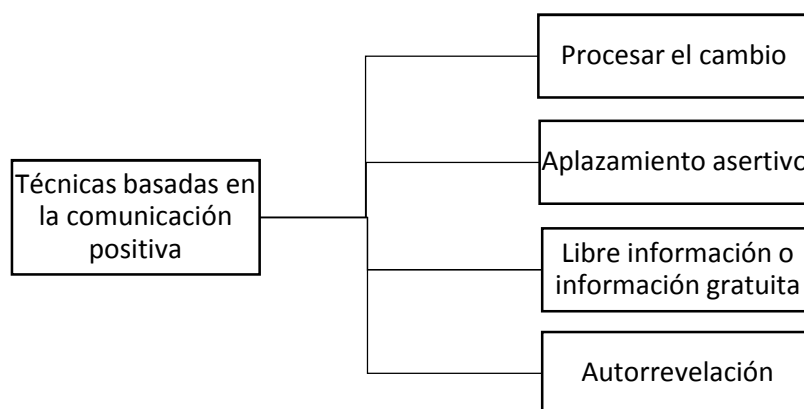 Técnicas basadas en
la comunicación
positiva
Procesar el cambio
Aplazamiento asertivo
Libre información o
información gratuita
Autorrevelación